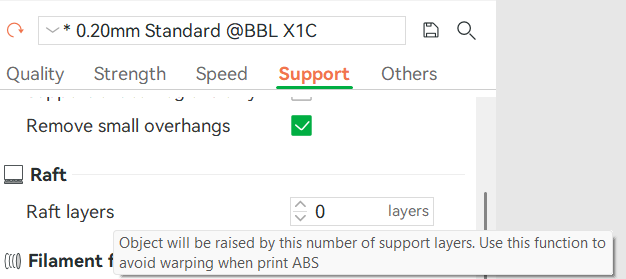 * 0.20mm Standard @BBL X1C
Quality Strength Speed Support Others
Remove small overhangs
Raft
Raft layers 0 layers
Object will be raised by this number of support layers. Use this function to
avoid warping when print ABS
Filament f